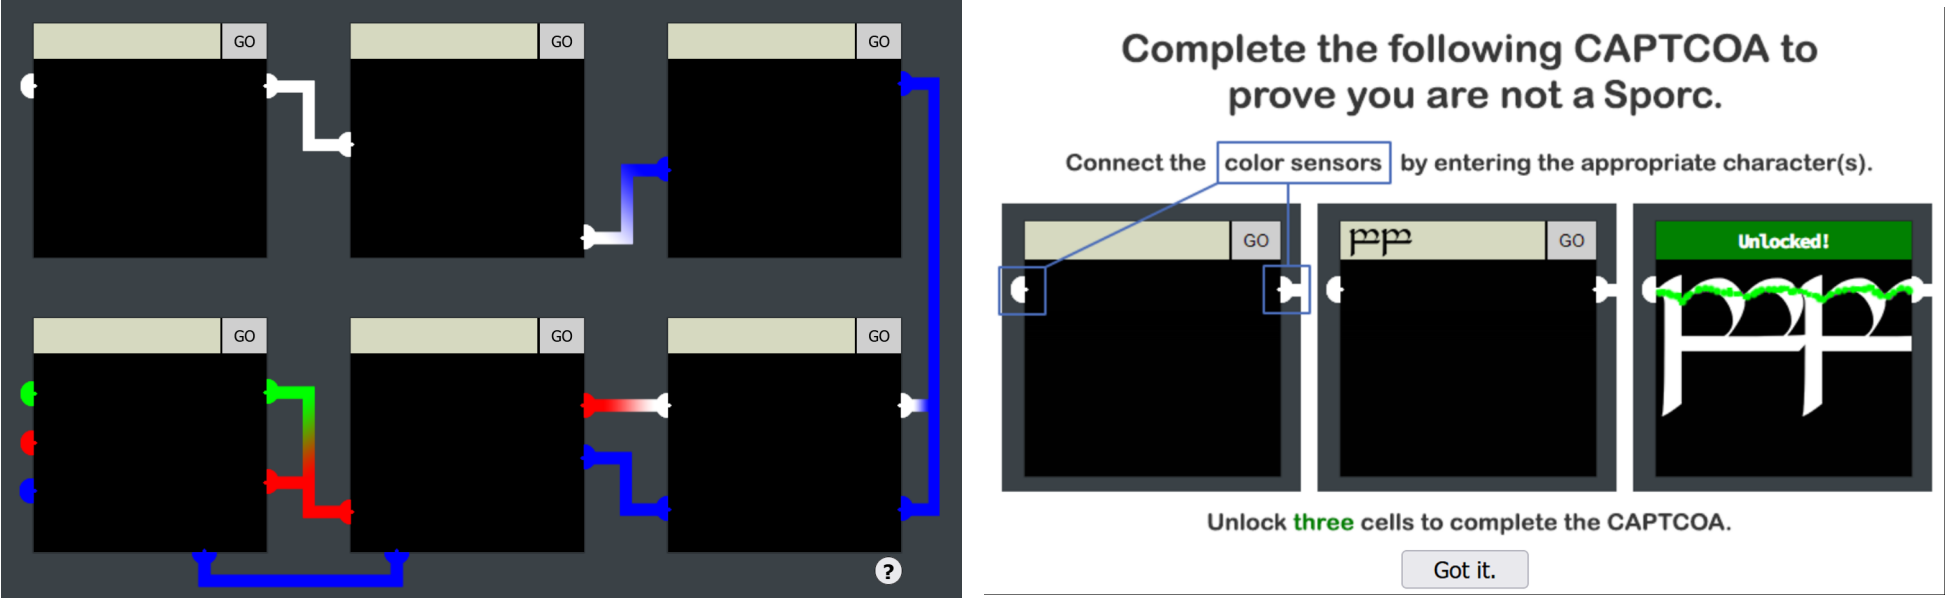 GO
GO
GO
GO
GO
GO
?
Complete the following CAPTCOA to
prove you are not a Sporc.
Connect the color sensors by entering the appropriate character(s).
GO
GO
Unlocked!
Unlock three cells to complete the CAPTCOA.
Got it.